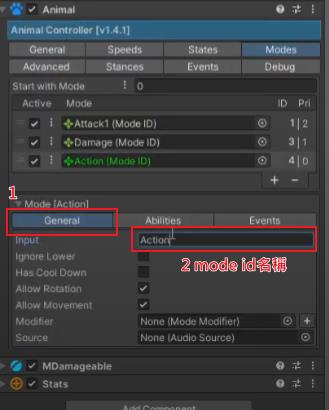 Animal
Animal Controller [v1.4.1]
General Speeds States Modes
Advanced Stances Events Debug
Start with Mode 0
Active Mode ID Pri
Attack1 (Mode ID) 1 2
Damage (Mode ID) 3 1
Action (Mode ID) 4 0
+ −
1
Mode [Action]
General Abilities Events
Input Action
2 mode id名稱
Ignore Lower
Has Cool Down
Allow Rotation
Allow Movement
Modifier None (Mode Modifier) +
Source None (Audio Source)
MDamageable
Stats
Add Component